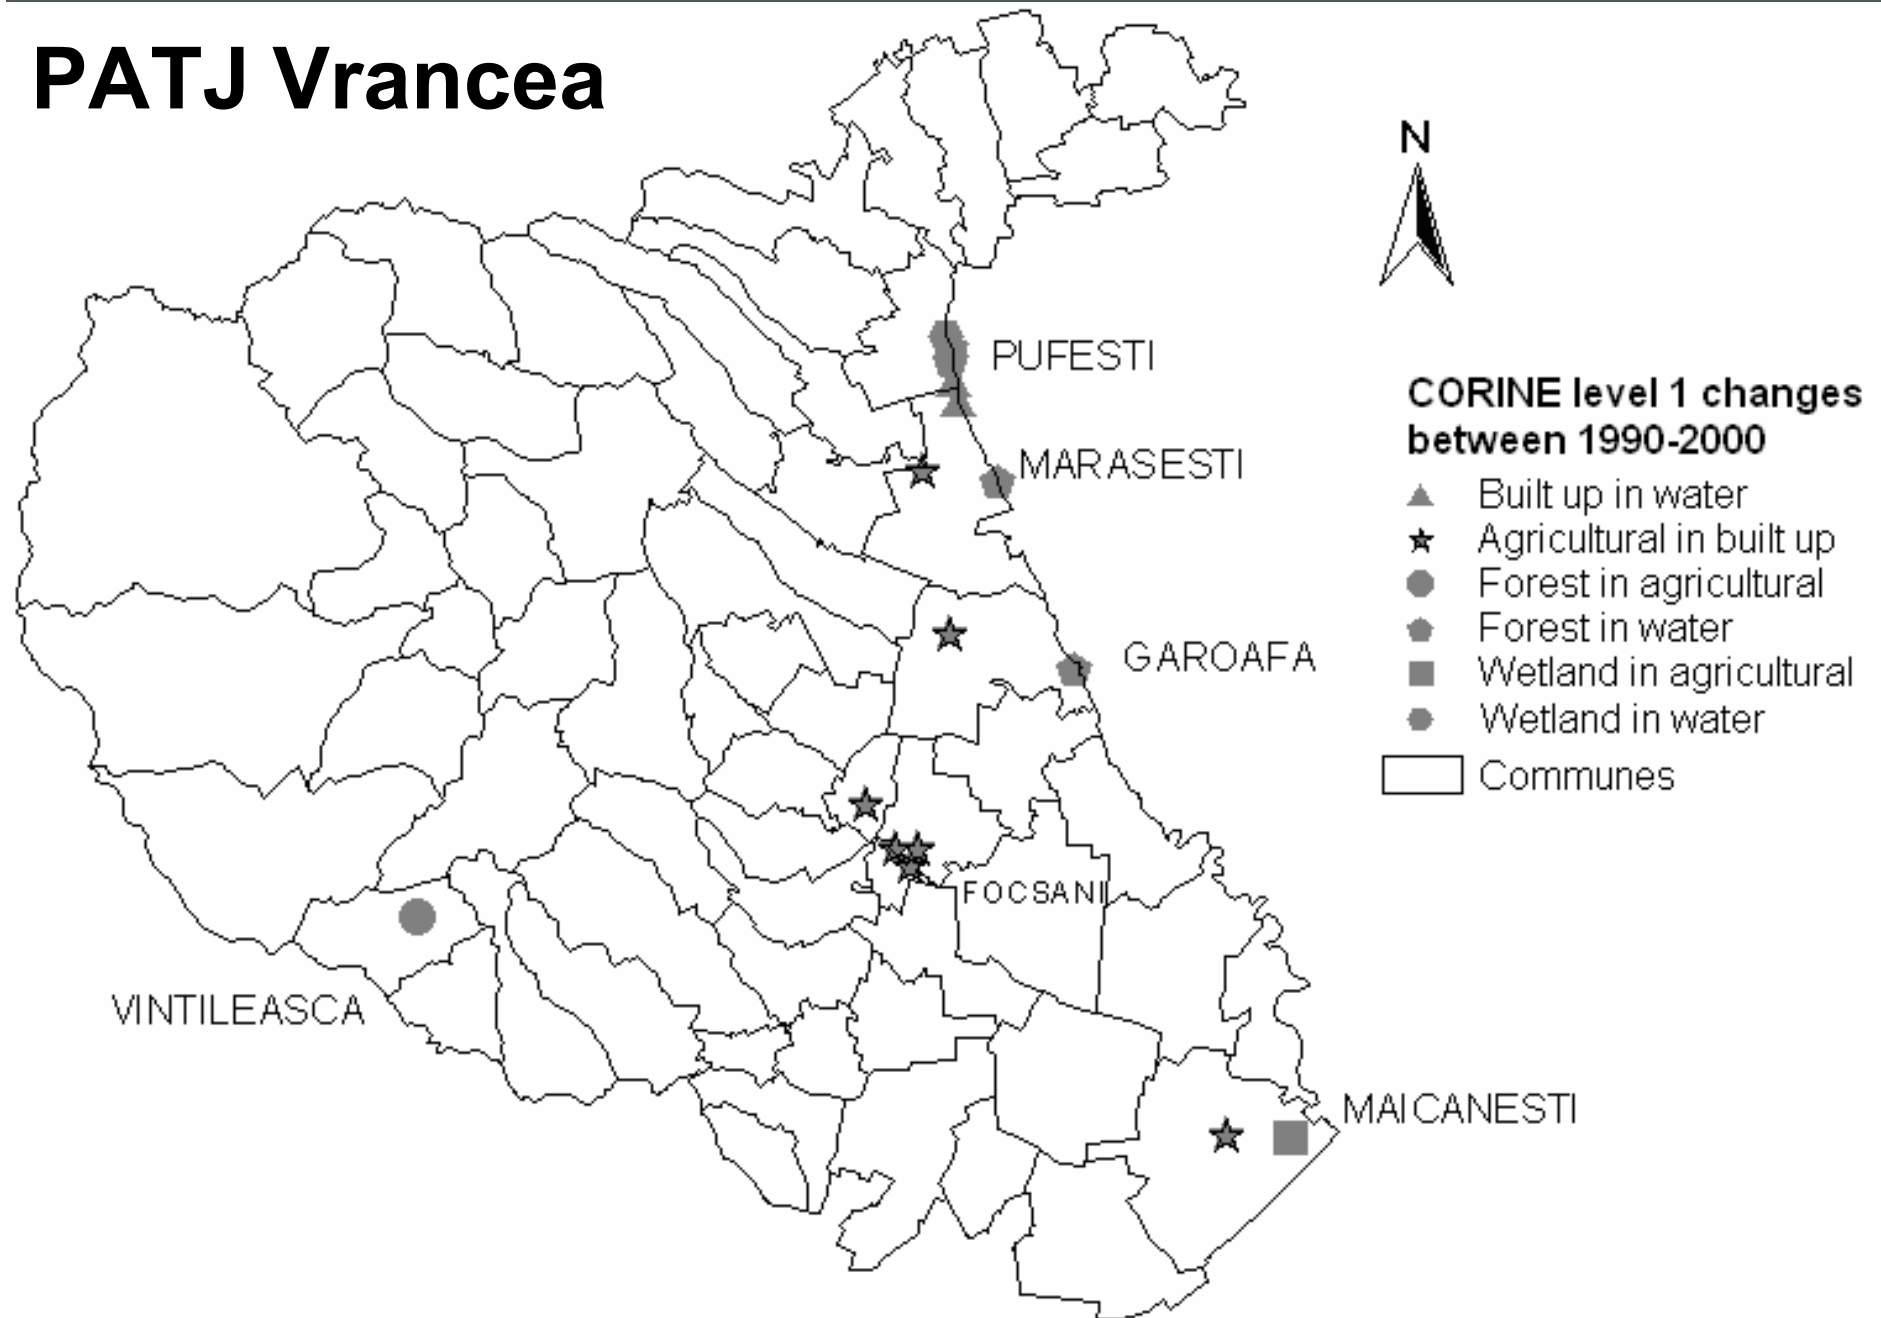 PATJ Vrancea
N
PUFESTI
MARASESTI
GAROAFA
FOCSANI
VINTILEASCA
MAICANESTI
CORINE level 1 changes
between 1990-2000
Built up in water
Agricultural in built up
Forest in agricultural
Forest in water
Wetland in agricultural
Wetland in water
Communes